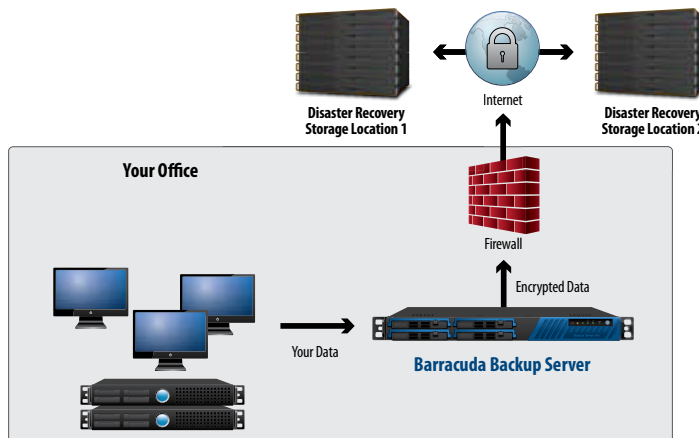 Internet
Disaster Recovery
Storage Location 1
Disaster Recovery
Storage Location 2
Your Office
Firewall
Encrypted Data
Your Data
Barracuda Backup Server